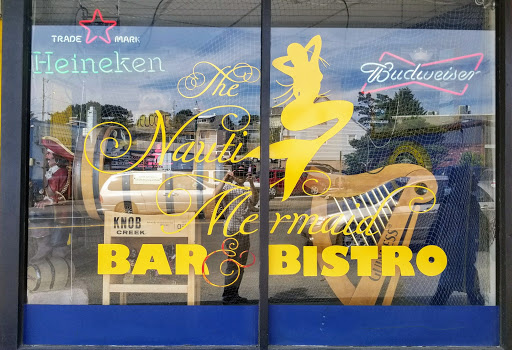 TRADE MARK
Heineken
Budweiser
The
Nauti
Mermaid
KNOB
CREEK
BAR & BISTRO